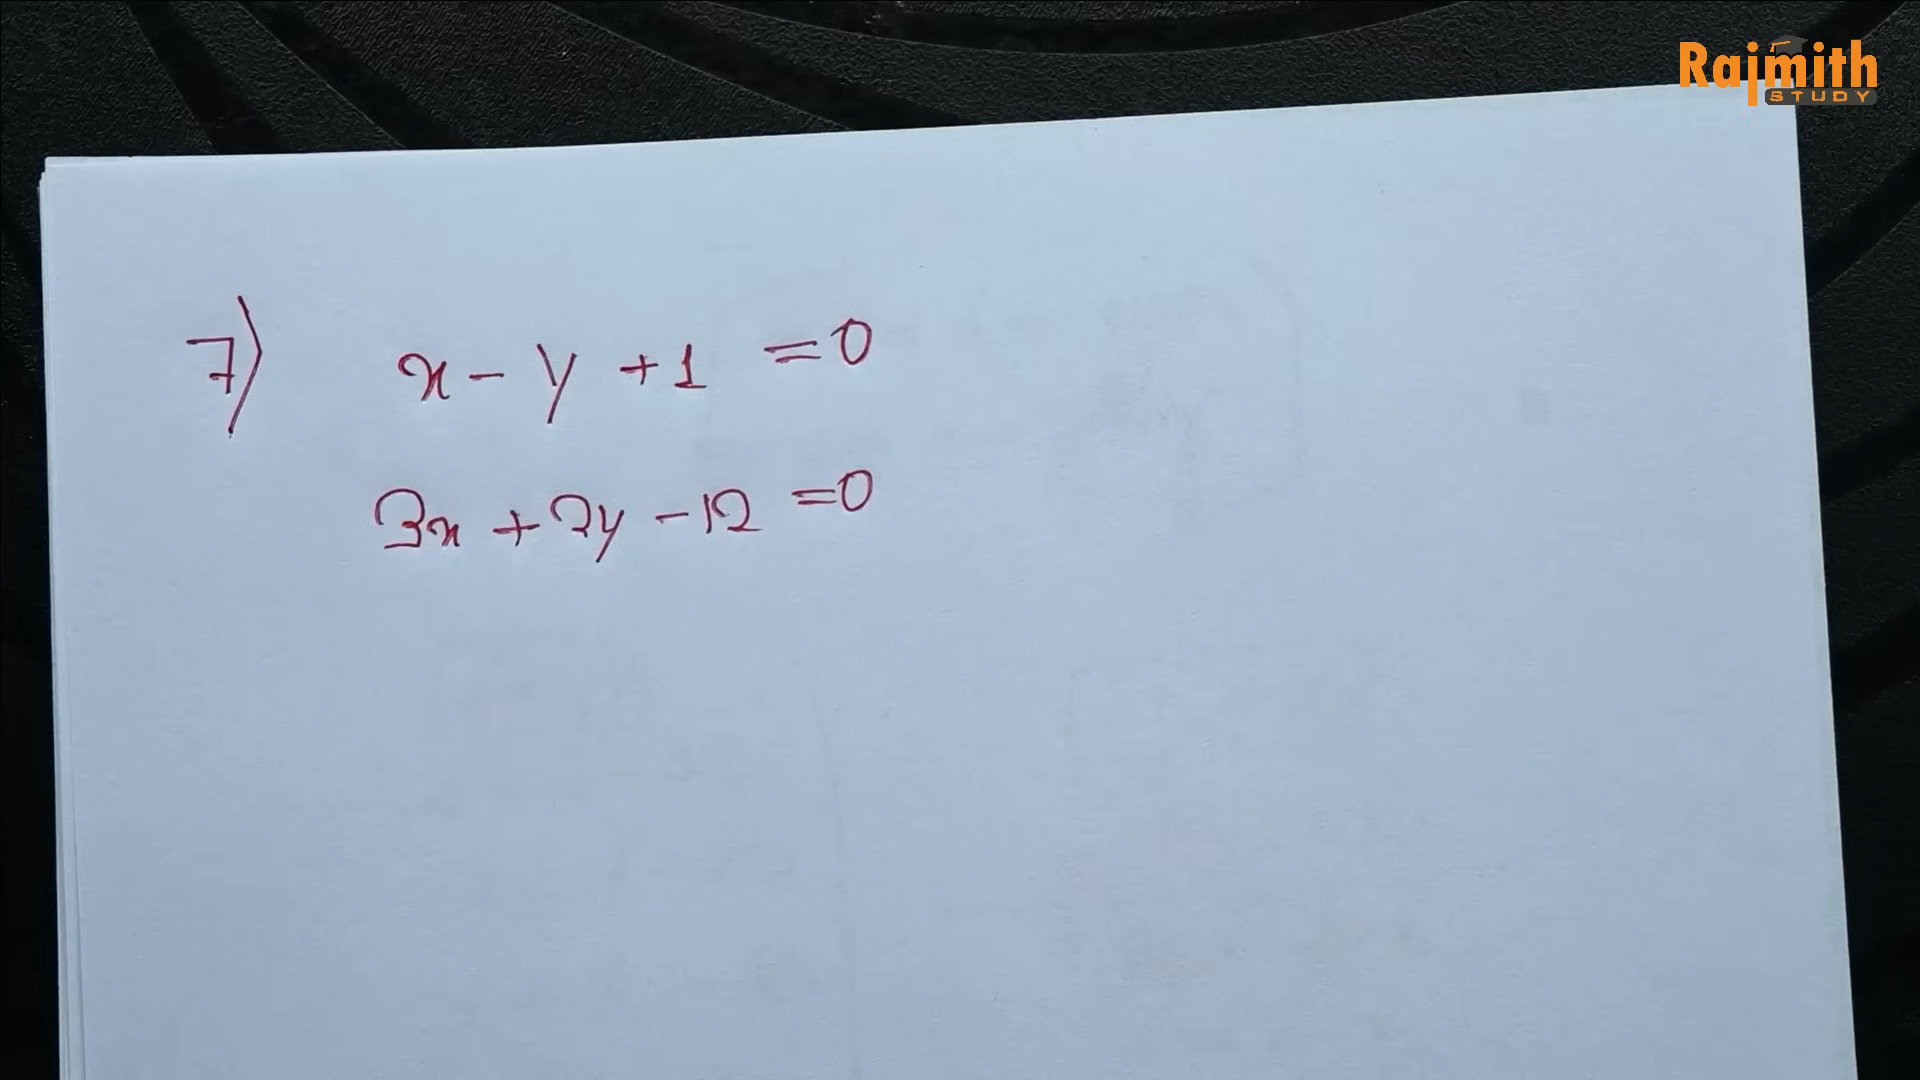 Rajmith
STUDY
7) x - y + 1 = 0
3x + 2y - 12 = 0